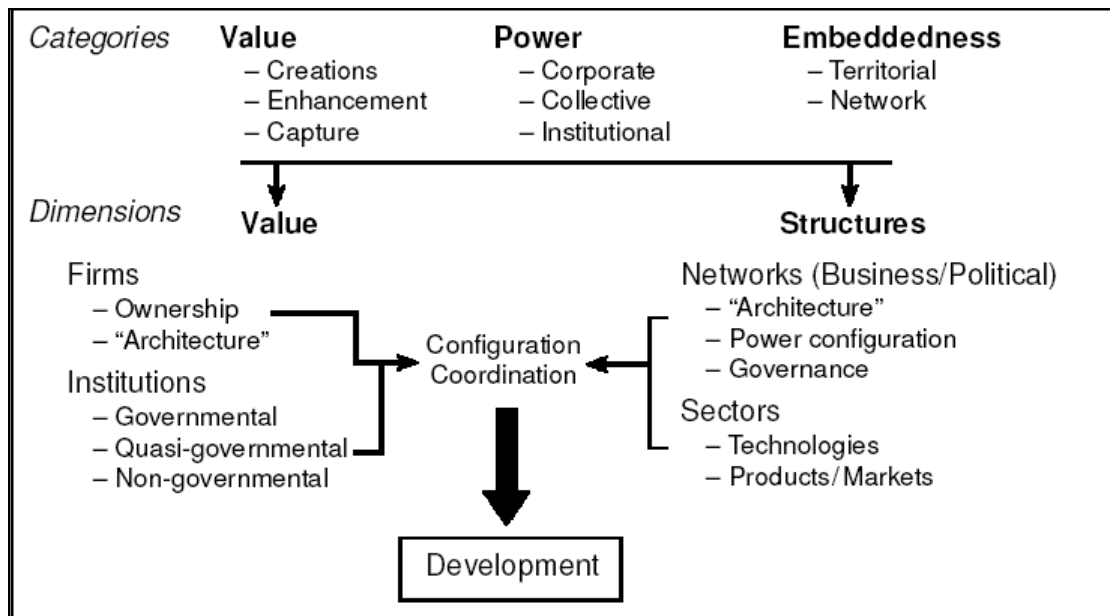 Categories Value Power Embeddedness
– Creations – Corporate – Territorial
– Enhancement – Collective – Network
– Capture – Institutional
Dimensions Value Structures
Firms
– Ownership
– “Architecture”
Institutions
– Governmental
– Quasi-governmental
– Non-governmental
Configuration
Coordination
Networks (Business/Political)
– “Architecture”
– Power configuration
– Governance
Sectors
– Technologies
– Products/Markets
Development